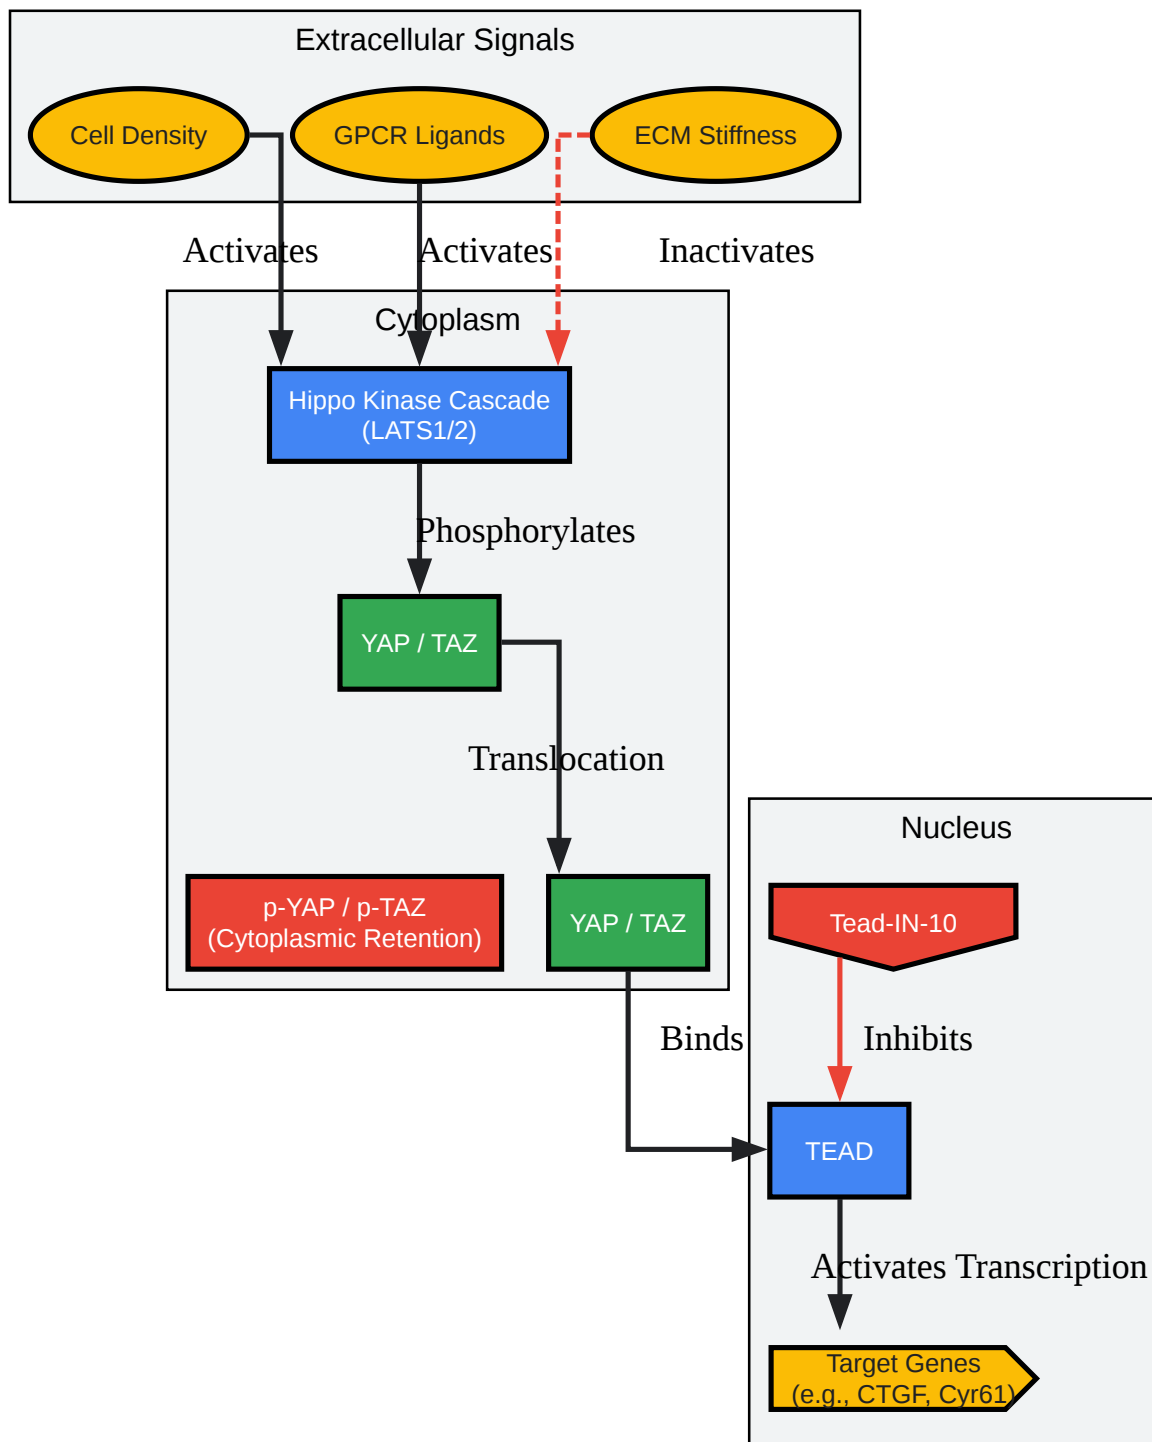 Extracellular Signals
Cell Density
GPCR Ligands
ECM Stiffness
Activates
Activates
Inactivates
Cytoplasm
Hippo Kinase Cascade
(LATS1/2)
Phosphorylates
YAP / TAZ
Translocation
Nucleus
p-YAP / p-TAZ
(Cytoplasmic Retention)
YAP / TAZ
Tead-IN-10
Binds
Inhibits
TEAD
Activates Transcription
Target Genes
(e.g., CTGF, Cyr61)